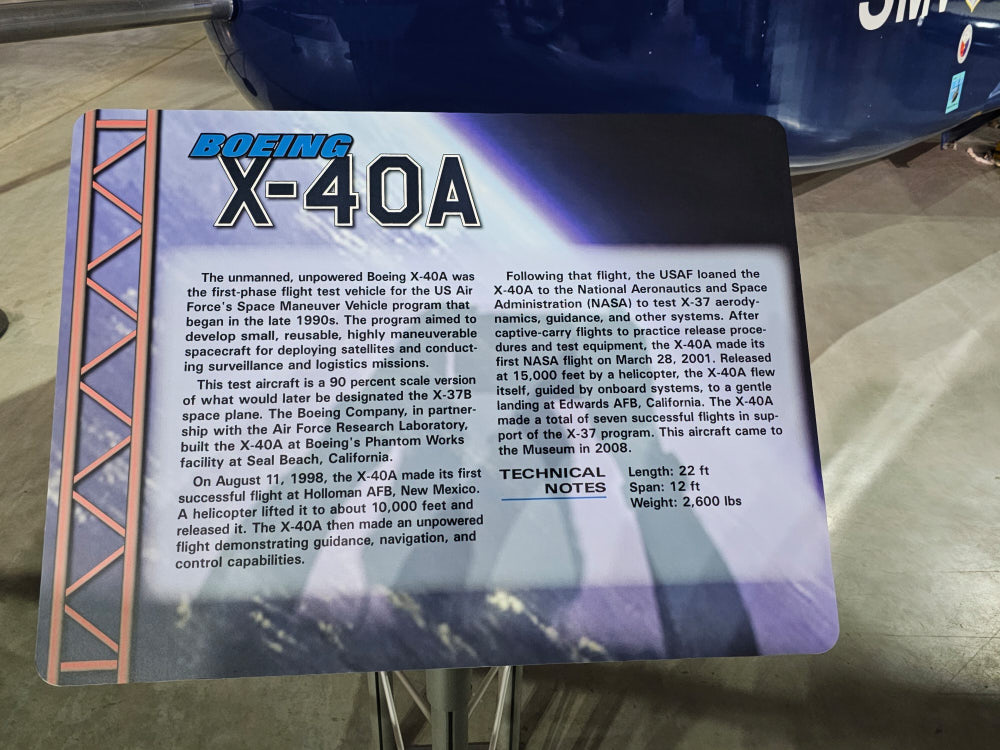 SMV
BOEING
X-40A
The unmanned, unpowered Boeing X-40A was
the first-phase flight test vehicle for the US Air
Force's Space Maneuver Vehicle program that
began in the late 1990s. The program aimed to
develop small, reusable, highly maneuverable
spacecraft for deploying satellites and conduct-
ing surveillance and logistics missions.
This test aircraft is a 90 percent scale version
of what would later be designated the X-37B
space plane. The Boeing Company, in partner-
ship with the Air Force Research Laboratory,
built the X-40A at Boeing's Phantom Works
facility at Seal Beach, California.
On August 11, 1998, the X-40A made its first
successful flight at Holloman AFB, New Mexico.
A helicopter lifted it to about 10,000 feet and
released it. The X-40A then made an unpowered
flight demonstrating guidance, navigation, and
control capabilities.
Following that flight, the USAF loaned the
X-40A to the National Aeronautics and Space
Administration (NASA) to test X-37 aerody-
namics, guidance, and other systems. After
captive-carry flights to practice release proce-
dures and test equipment, the X-40A made its
first NASA flight on March 28, 2001. Released
at 15,000 feet by a helicopter, the X-40A flew
itself, guided by onboard systems, to a gentle
landing at Edwards AFB, California. The X-40A
made a total of seven successful flights in sup-
port of the X-37 program. This aircraft came to
the Museum in 2008.
TECHNICAL
NOTES
Length: 22 ft
Span: 12 ft
Weight: 2,600 lbs